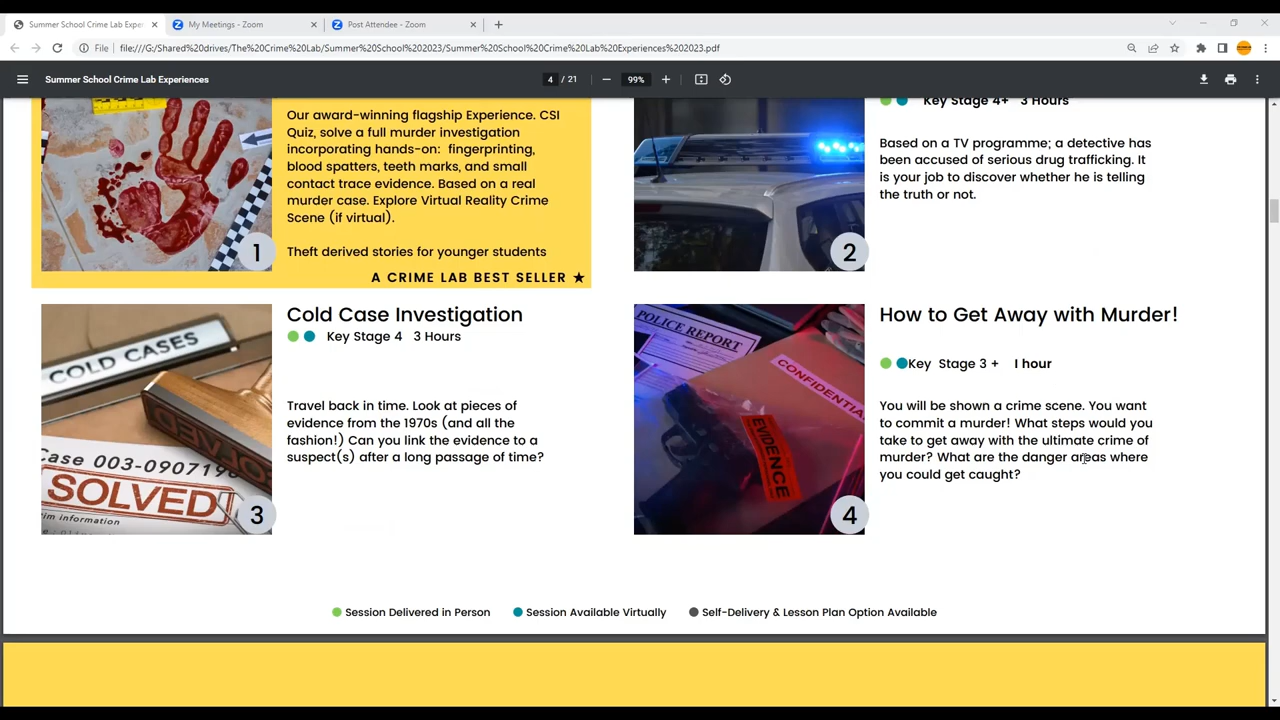 Summer School Crime Lab Expe
My Meetings - Zoom
Post Attendee - Zoom
File
file:///G:/Shared%20drives/The%20Crime%20Lab/Summer%20School%202023/Summer%20School%20Crime%20Lab%20Experiences%202023.pdf
Summer School Crime Lab Experiences
4 / 21
99%
Our award-winning flagship Experience. CSI
Quiz, solve a full murder investigation
incorporating hands-on: fingerprinting,
blood spatters, teeth marks, and small
contact trace evidence. Based on a real
murder case. Explore Virtual Reality Crime
Scene (if virtual).
Theft derived stories for younger students
1
A CRIME LAB BEST SELLER ★
Key Stage 4+ 3 Hours
Based on a TV programme; a detective has
been accused of serious drug trafficking. It
is your job to discover whether he is telling
the truth or not.
2
COLD CASES
Case 003-07071
SOLVED
im information
3
Cold Case Investigation
Key Stage 4 3 Hours
Travel back in time. Look at pieces of
evidence from the 1970s (and all the
fashion!) Can you link the evidence to a
suspect(s) after a long passage of time?
POLICE REPORT
CONFIDENTIA
EVIDENCE
4
How to Get Away with Murder!
Key Stage 3 + 1 hour
You will be shown a crime scene. You want
to commit a murder! What steps would you
take to get away with the ultimate crime of
murder? What are the danger areas where
you could get caught?
Session Delivered in Person
Session Available Virtually
Self-Delivery & Lesson Plan Option Available